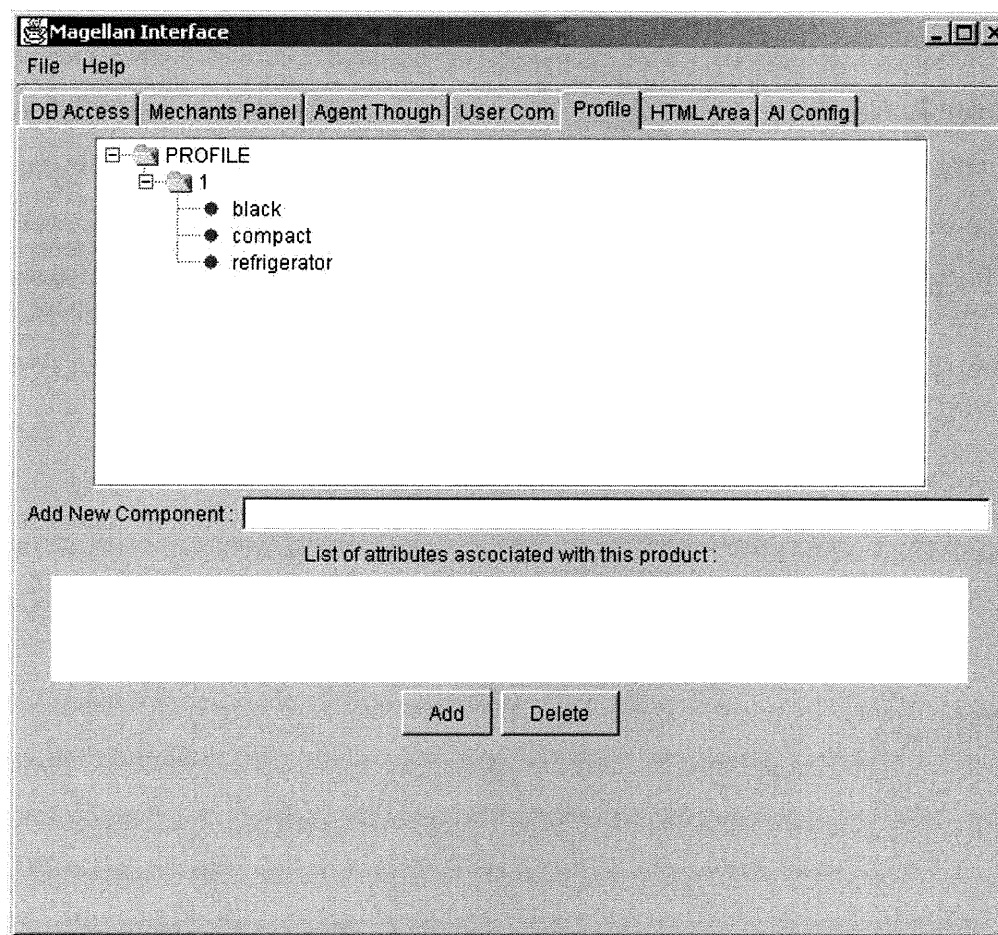 Magellan Interface
File Help
DB Access Mechants Panel Agent Though User Com Profile HTML Area AI Config
PROFILE
1
black
compact
refrigerator
Add New Component :
List of attributes ascociated with this product :
Add Delete